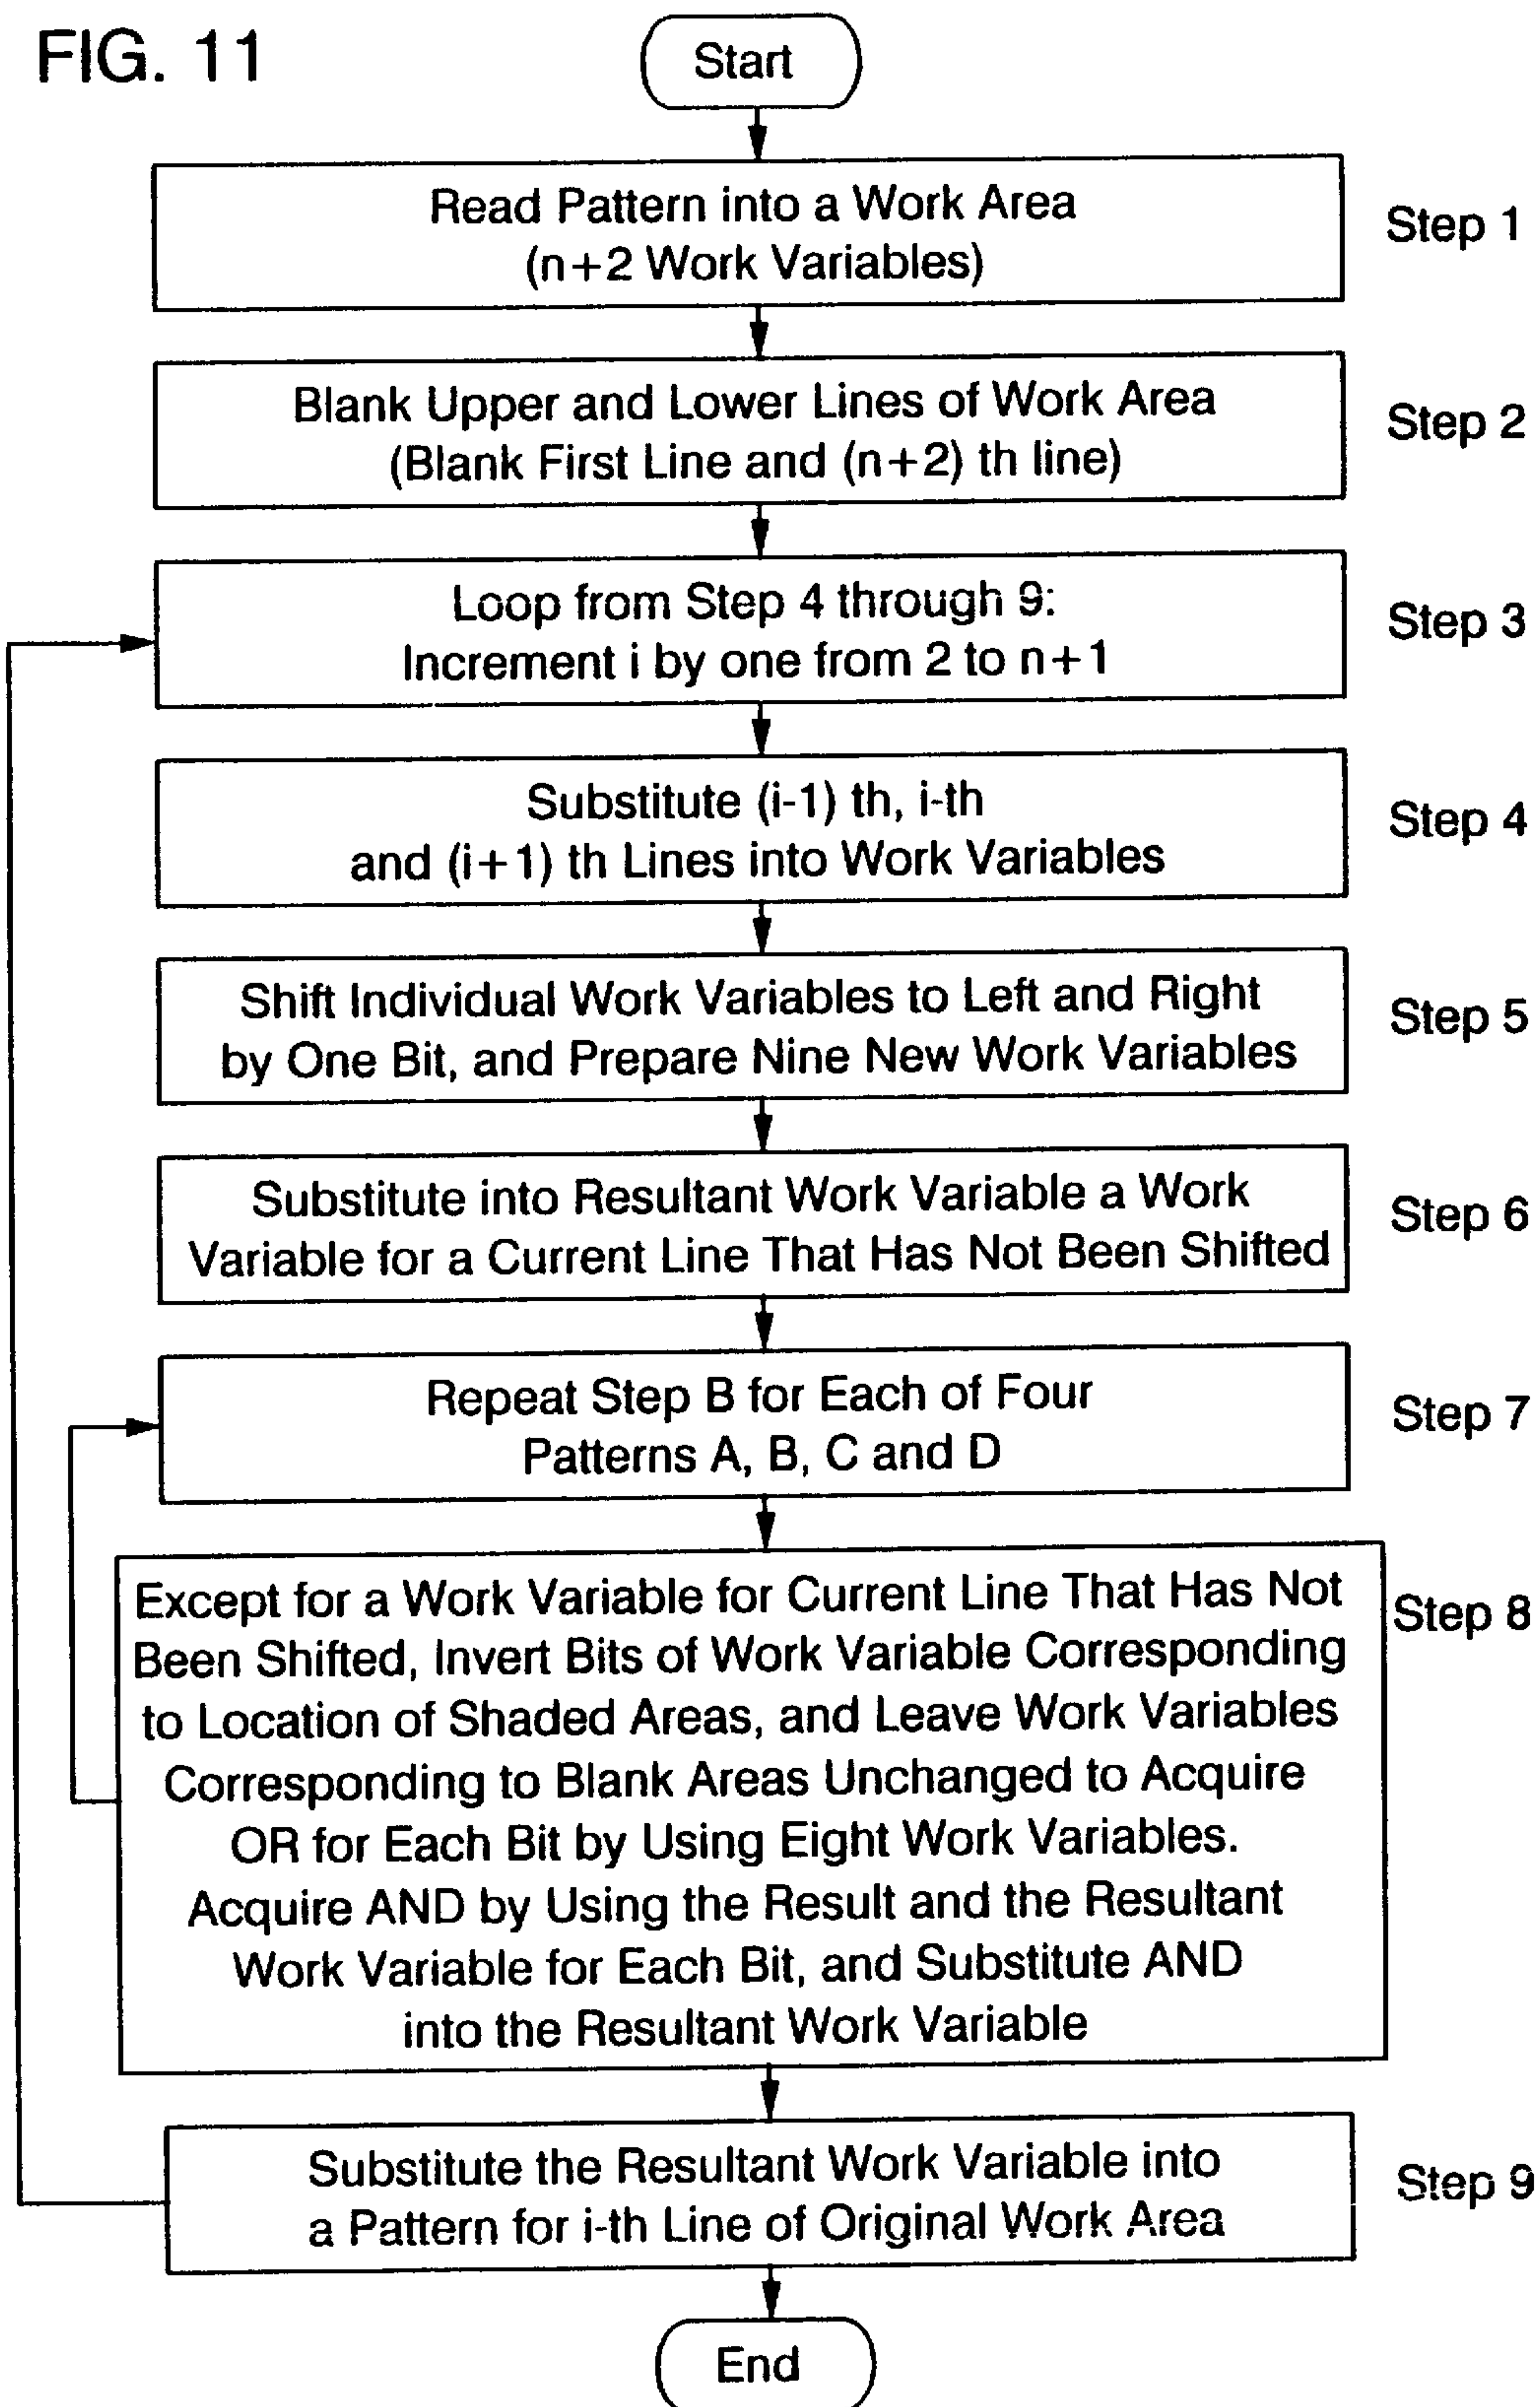 FIG. 11
Start
Read Pattern into a Work Area
(n+2 Work Variables)
Step 1
Blank Upper and Lower Lines of Work Area
(Blank First Line and (n+2) th line)
Step 2
Loop from Step 4 through 9:
Increment i by one from 2 to n+1
Step 3
Substitute (i-1) th, i-th
and (i+1) th Lines into Work Variables
Step 4
Shift Individual Work Variables to Left and Right
by One Bit, and Prepare Nine New Work Variables
Step 5
Substitute into Resultant Work Variable a Work
Variable for a Current Line That Has Not Been Shifted
Step 6
Repeat Step B for Each of Four
Patterns A, B, C and D
Step 7
Except for a Work Variable for Current Line That Has Not
Been Shifted, Invert Bits of Work Variable Corresponding
to Location of Shaded Areas, and Leave Work Variables
Corresponding to Blank Areas Unchanged to Acquire
OR for Each Bit by Using Eight Work Variables.
Acquire AND by Using the Result and the Resultant
Work Variable for Each Bit, and Substitute AND
into the Resultant Work Variable
Step 8
Substitute the Resultant Work Variable into
a Pattern for i-th Line of Original Work Area
Step 9
End